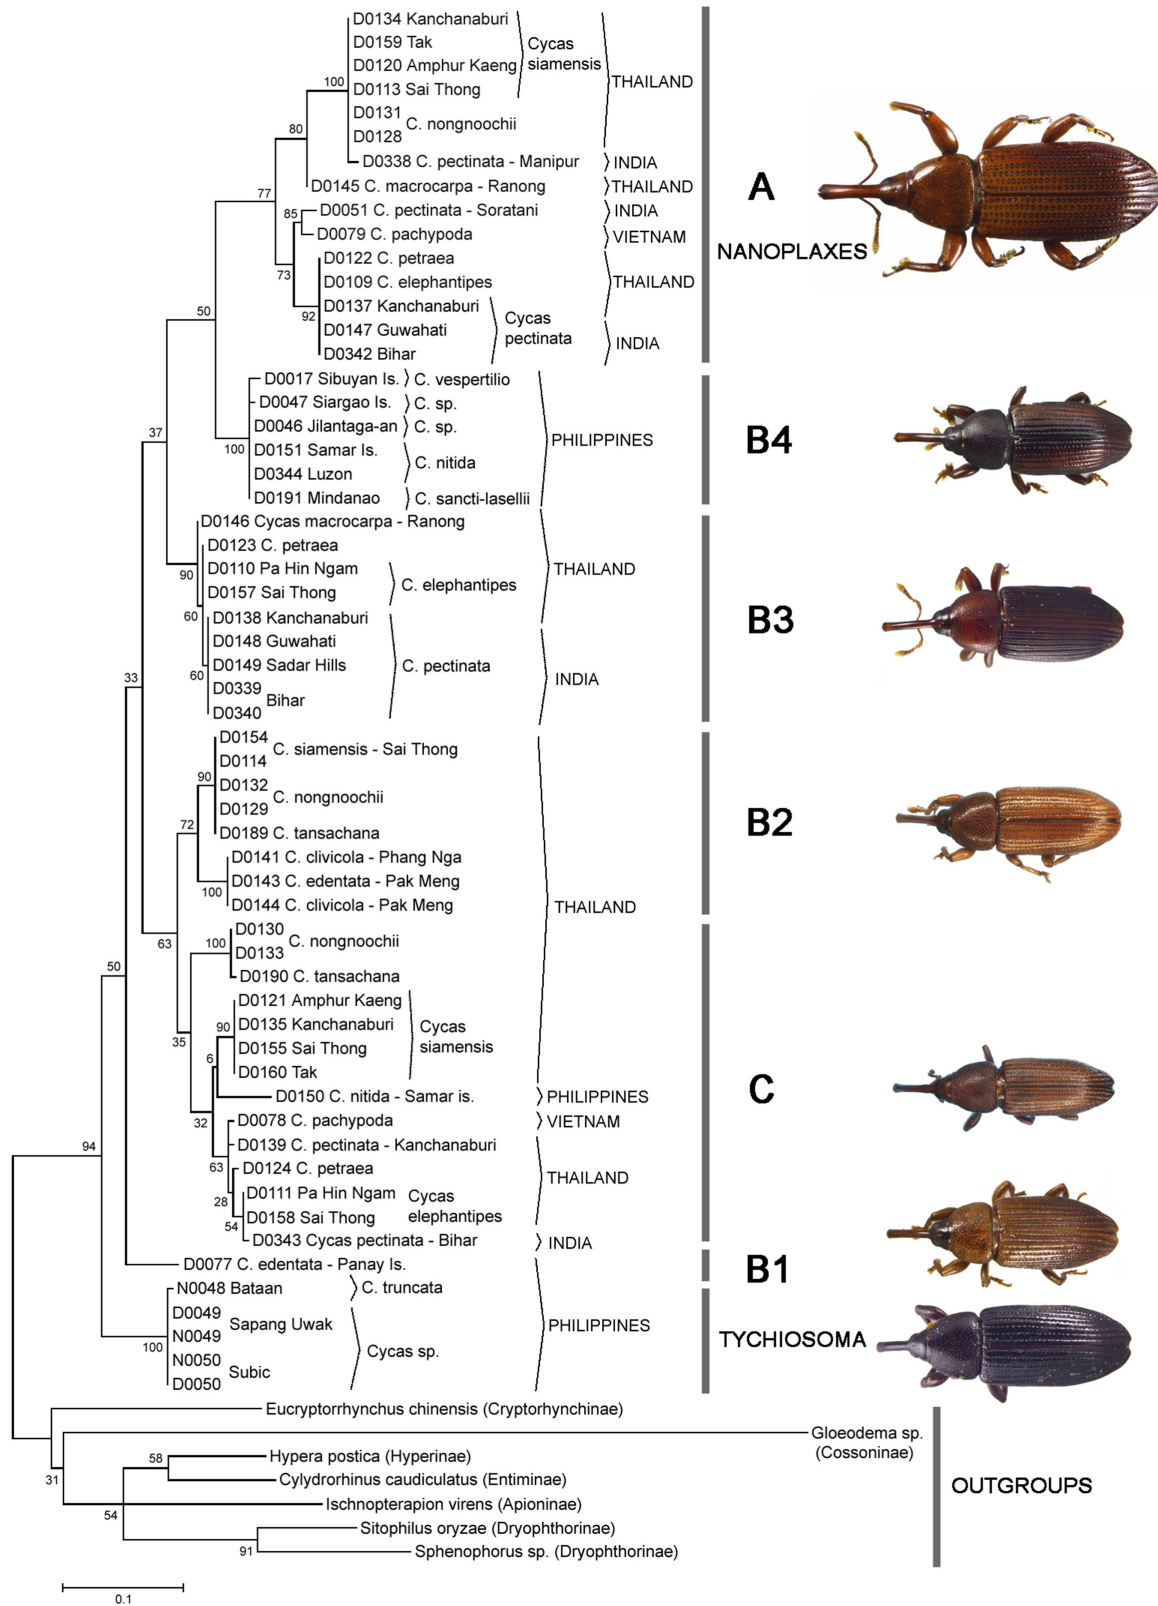 D0134 Kanchanaburi
D0159 Tak
D0120 Amphur Kaeng
D0113 Sai Thong
Cycas
siamensis
D0131
D0128
C. nongnoochii
THAILAND
100
D0338 C. pectinata - Manipur
INDIA
80
D0145 C. macrocarpa - Ranong
THAILAND
77
D0051 C. pectinata - Soratani
INDIA
85
D0079 C. pachypoda
VIETNAM
73
D0122 C. petraea
D0109 C. elephantipes
THAILAND
D0137 Kanchanaburi
92
D0147 Guwahati
D0342 Bihar
Cycas
pectinata
INDIA
A
NANOPLAXES
50
D0017 Sibuyan Is.
C. vespertilio
D0047 Siargao Is.
C. sp.
D0046 Jilantaga-an
C. sp.
100
D0151 Samar Is.
D0344 Luzon
C. nitida
D0191 Mindanao
C. sancti-lasellii
PHILIPPINES
B4
37
D0146 Cycas macrocarpa - Ranong
D0123 C. petraea
90
D0110 Pa Hin Ngam
D0157 Sai Thong
C. elephantipes
THAILAND
60
D0138 Kanchanaburi
D0148 Guwahati
D0149 Sadar Hills
60
D0339
D0340
Bihar
C. pectinata
INDIA
B3
33
D0154
D0114
C. siamensis - Sai Thong
90
D0132
D0129
C. nongnoochii
D0189 C. tansachana
72
D0141 C. clivicola - Phang Nga
D0143 C. edentata - Pak Meng
100
D0144 C. clivicola - Pak Meng
THAILAND
B2
63
D0130
D0133
C. nongnoochii
100
D0190 C. tansachana
50
D0121 Amphur Kaeng
D0135 Kanchanaburi
90
D0155 Sai Thong
D0160 Tak
Cycas
siamensis
35
6
D0150 C. nitida - Samar is.
PHILIPPINES
32
D0078 C. pachypoda
VIETNAM
D0139 C. pectinata - Kanchanaburi
63
D0124 C. petraea
28
D0111 Pa Hin Ngam
D0158 Sai Thong
Cycas
elephantipes
THAILAND
54
D0343 Cycas pectinata - Bihar
INDIA
C
94
D0077 C. edentata - Panay Is.
B1
N0048 Bataan
C. truncata
D0049
N0049
Sapang Uwak
100
N0050
D0050
Subic
Cycas sp.
PHILIPPINES
TYCHIOSOMA
Eucryptorrhynchus chinensis (Cryptorhynchinae)
Gloeodema sp.
(Cossoninae)
31
58
Hypera postica (Hyperinae)
Cylydrorhinus caudiculatus (Entiminae)
Ischnopterapion virens (Apioninae)
54
Sitophilus oryzae (Dryophthorinae)
91
Sphenophorus sp. (Dryophthorinae)
OUTGROUPS
0.1